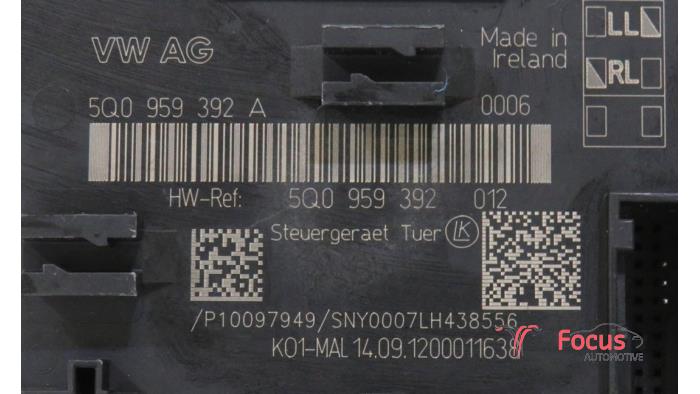 VW AG
Made in
Ireland
LL
RL
5Q0 959 392 A 0006
HW-Ref: 5Q0 959 392 012
Steuergeraet Tuer LK
/P10097949/SNY0007LH438556
K01-MAL 14.09.1200011638
Focus
AUTOMOTIVE